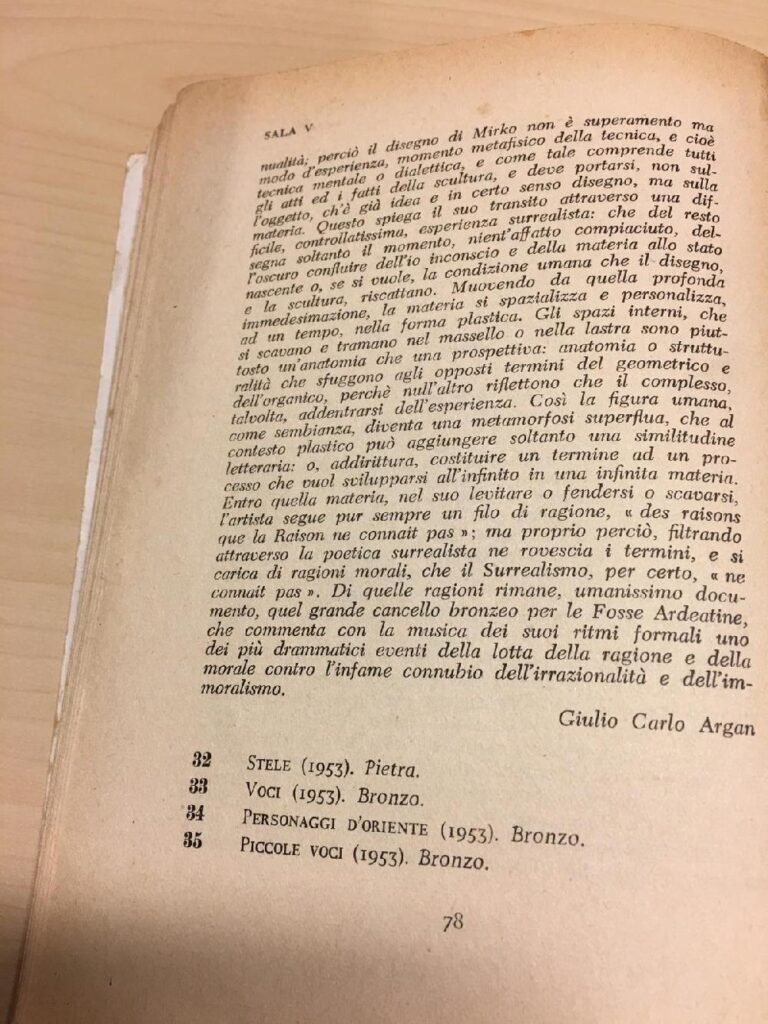 SALA V
nualità; perciò il disegno di Mirko non è superamento ma
modo d'esperienza, momento metafisico della tecnica, e cioè
tecnica mentale o dialettica, e come tale comprende tutti
gli atti ed i fatti della scultura, e deve portarsi, non sul-
l'oggetto, ch'è già idea e in certo senso disegno, ma sulla
materia. Questo spiega il suo transito attraverso una dif-
ficile, controllatissima, esperienza surrealista: che del resto
segna soltanto il momento, nient'affatto compiaciuto, del-
l'oscuro confluire dell'io inconscio e della materia allo stato
nascente o, se si vuole, la condizione umana che il disegno,
e la scultura, riscattano. Muovendo da quella profonda
immedesimazione, la materia si spazializza e personalizza,
ad un tempo, nella forma plastica. Gli spazi interni, che
si scavano e tramano nel massello o nella lastra sono piut-
tosto un'anatomia che una prospettiva: anatomia o struttu-
ralità che sfuggono agli opposti termini del geometrico e
dell'organico, perchè null'altro riflettono che il complesso,
talvolta, addentrarsi dell'esperienza. Così la figura umana,
come sembianza, diventa una metamorfosi superflua, che al
contesto plastico può aggiungere soltanto una similitudine
letteraria: o, addirittura, costituire un termine ad un pro-
cesso che vuol svilupparsi all'infinito in una infinita materia.
Entro quella materia, nel suo levitare o fendersi o scavarsi,
l'artista segue pur sempre un filo di ragione, « des raisons
que la Raison ne connait pas »; ma proprio perciò, filtrando
attraverso la poetica surrealista ne rovescia i termini, e si
carica di ragioni morali, che il Surrealismo, per certo, « ne
connait pas ». Di quelle ragioni rimane, umanissimo docu-
mento, quel grande cancello bronzeo per le Fosse Ardeatine,
che commenta con la musica dei suoi ritmi formali uno
dei più drammatici eventi della lotta della ragione e della
morale contro l'infame connubio dell'irrazionalità e dell'im-
moralismo.
Giulio Carlo Argan
32 STELE (1953). Pietra.
33 VOCI (1953). Bronzo.
34 PERSONAGGI D'ORIENTE (1953). Bronzo.
35 PICCOLE VOCI (1953). Bronzo.
78